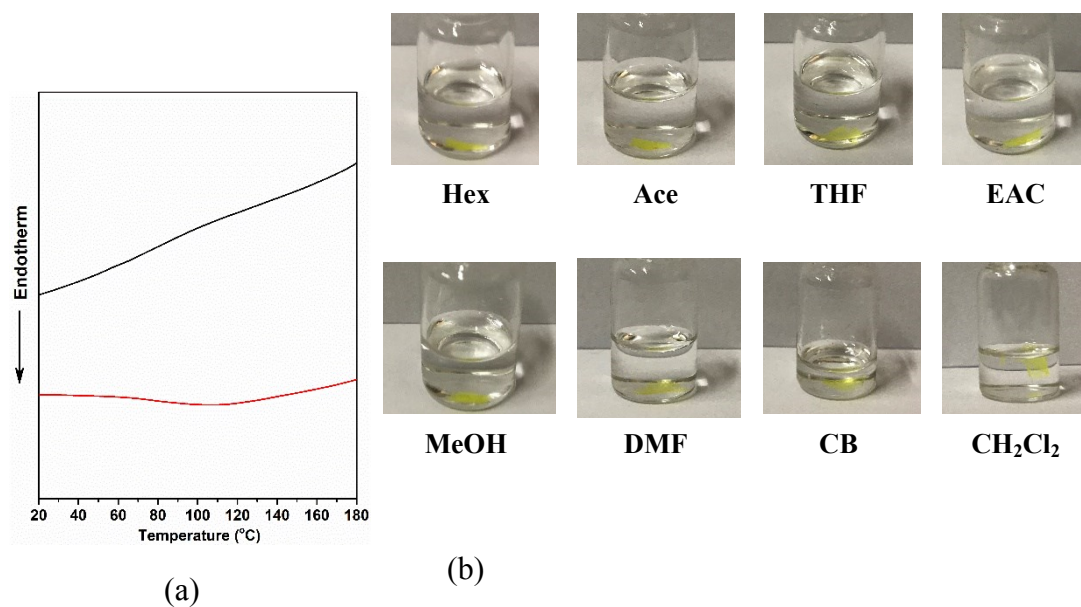 Hex Ace THF EAC
MeOH DMF CB CH₂Cl₂
Endotherm
20 40 60 80 100 120 140 160 180
Temperature (°C)
(a)
(b)